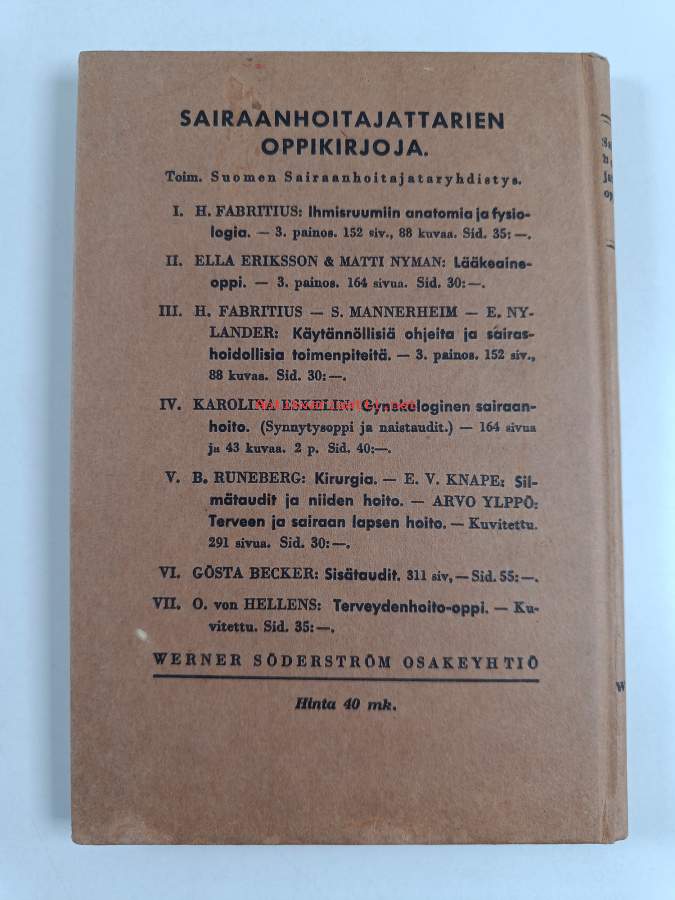 SAIRAANHOITAJATTARIEN
OPPIKIRJOJA.
Toim. Suomen Sairaanhoitajataryhdistys.
I. H. FABRITIUS: Ihmisruumiin anatomia ja fysio-
logia. — 3. painos. 152 siv., 88 kuvaa. Sid. 35:—.
II. ELLA ERIKSSON & MATTI NYMAN: Lääkeaine-
oppi. — 3. painos. 164 sivua. Sid. 30:—.
III. H. FABRITIUS — S. MANNERHEIM — E. NY-
LANDER: Käytännöllisiä ohjeita ja sairas-
hoidollisia toimenpiteitä. — 3. painos. 152 siv.,
88 kuvaa. Sid. 30:—.
IV. KAROLINA ESKELIN: Gynekologinen sairaan-
hoito. (Synnytysoppi ja naistaudit.) — 164 sivua
ja 43 kuvaa. 2 p. Sid. 40:—.
V. B. RUNEBERG: Kirurgia. — E. V. KNAPE: Sil-
mätaudit ja niiden hoito. — ARVO YLPPÖ:
Terveen ja sairaan lapsen hoito. — Kuvitettu.
291 sivua. Sid. 30:—.
VI. GÖSTA BECKER: Sisätaudit. 311 siv, — Sid. 55:—.
VII. O. von HELLENS: Terveydenhoito-oppi. — Ku-
vitettu. Sid. 35:—.
WERNER SÖDERSTRÖM OSAKEYHTIÖ
Hinta 40 mk.